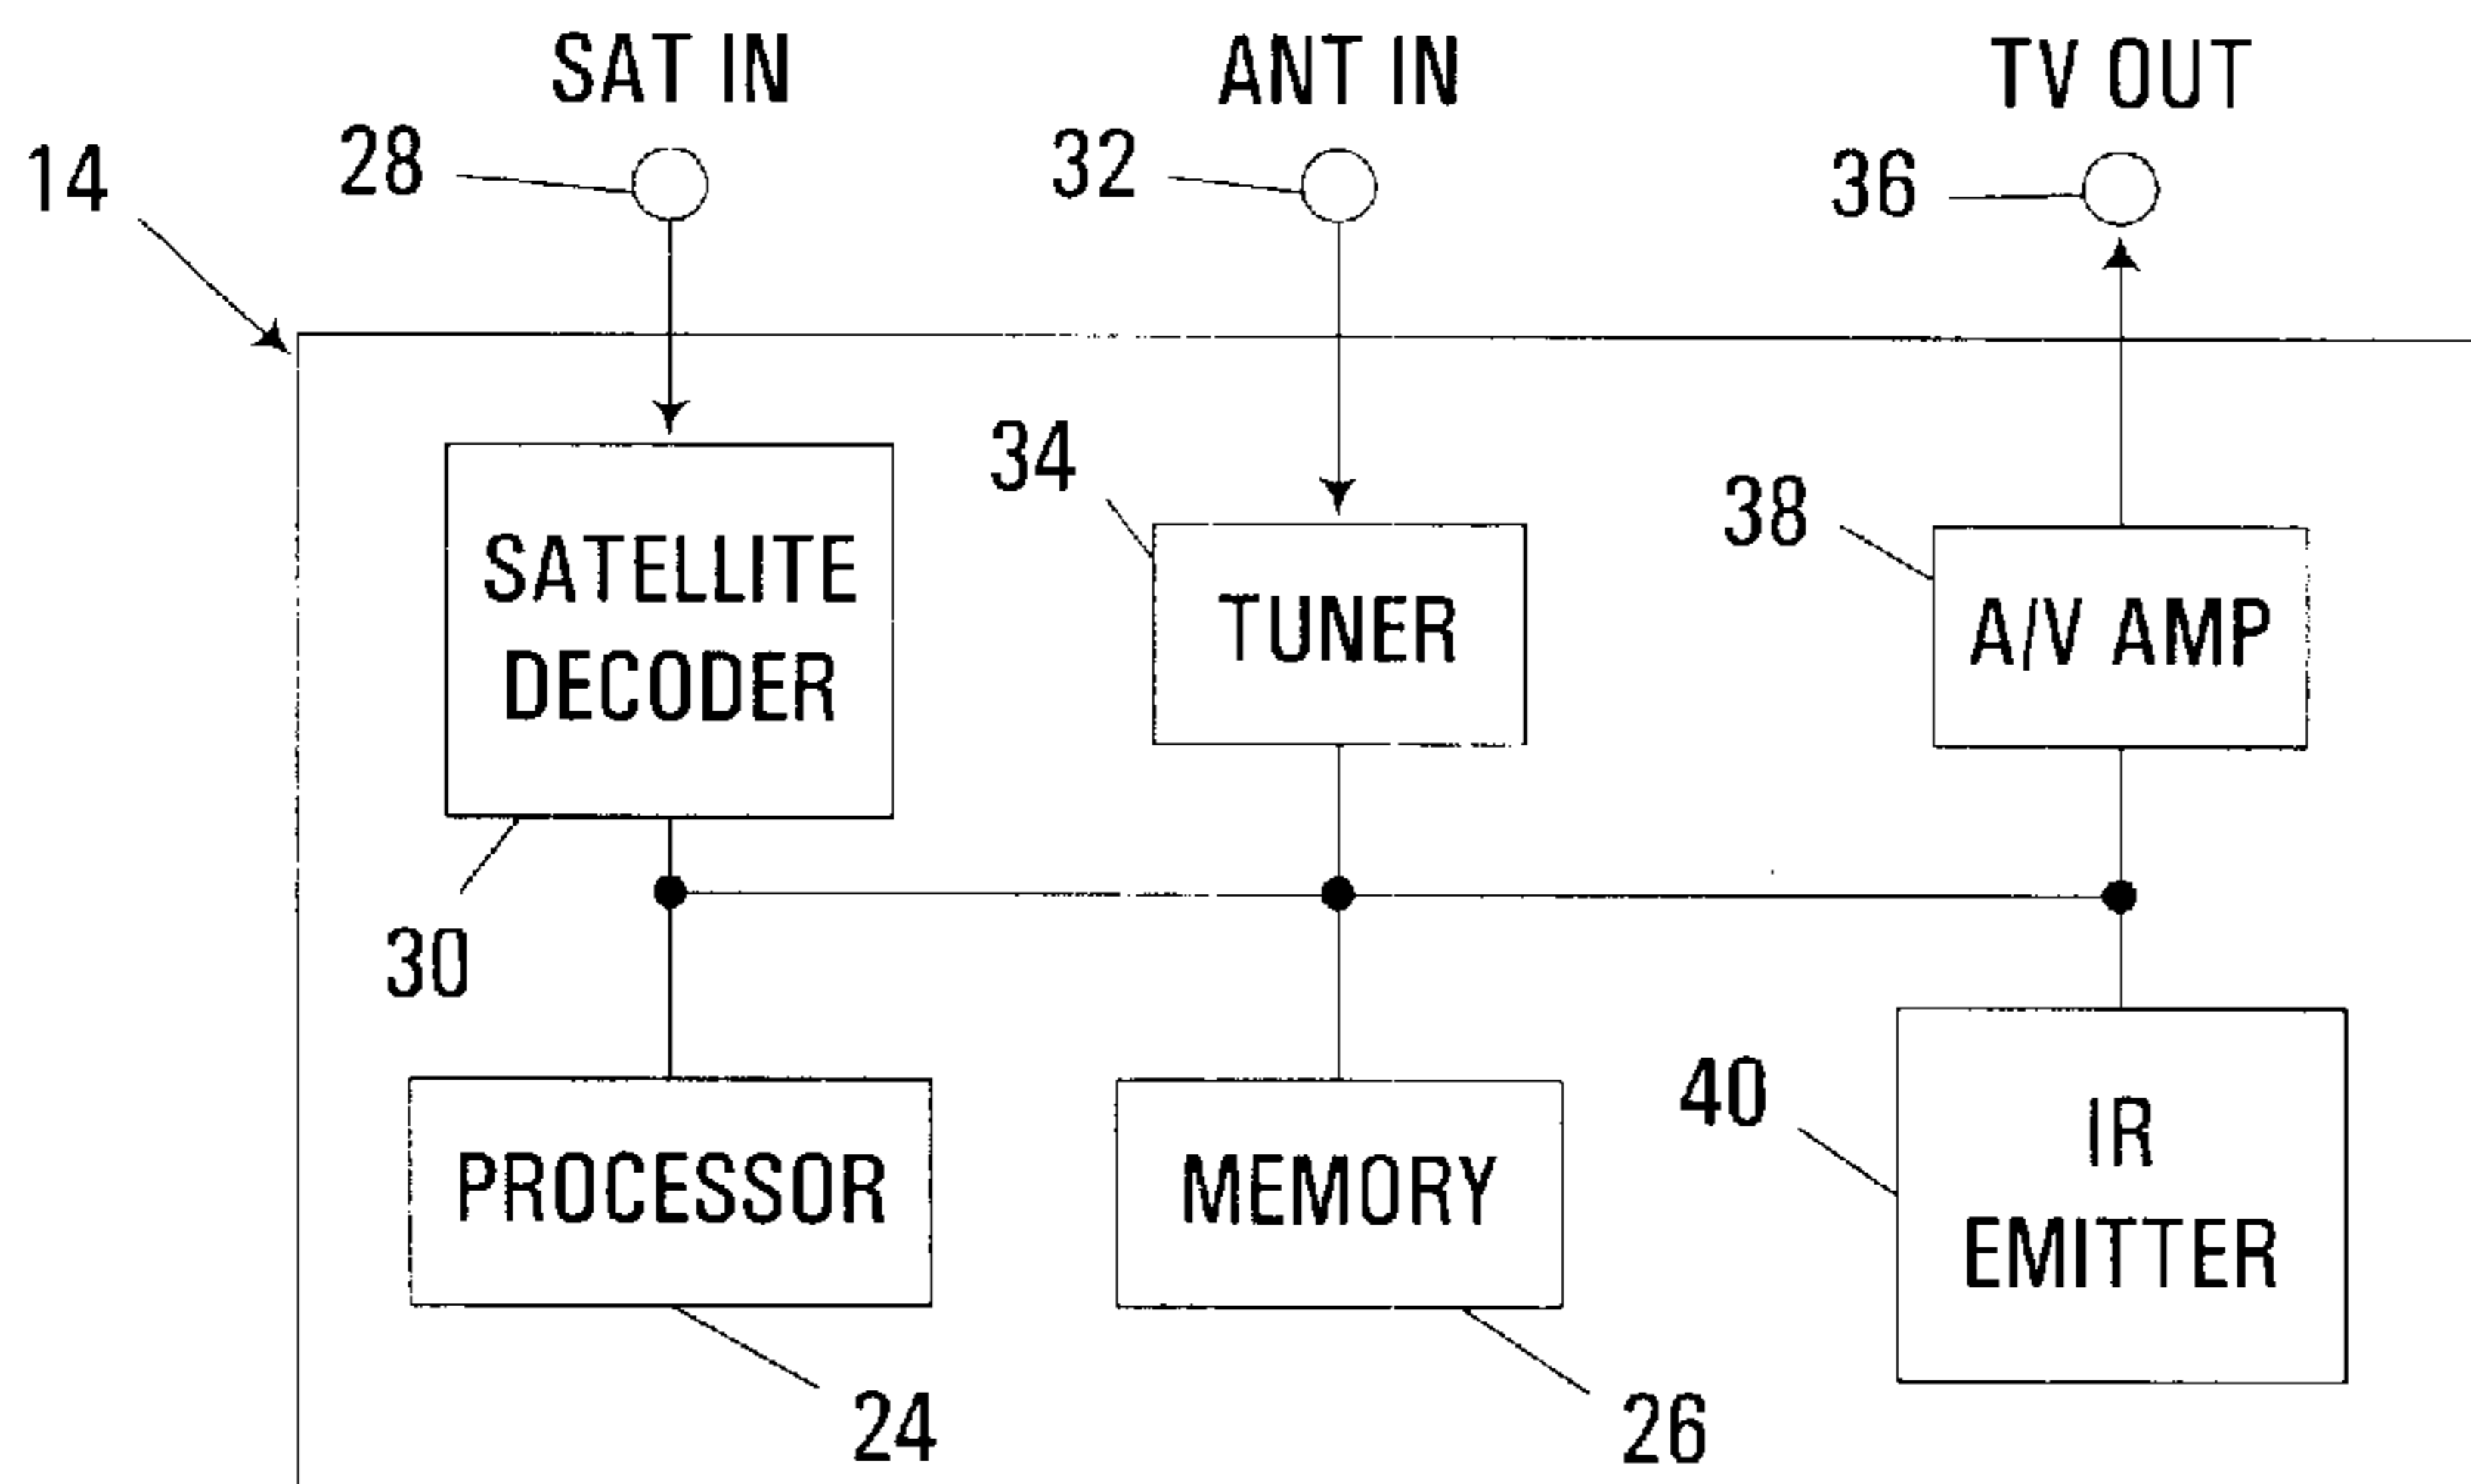 SAT IN
ANT IN
TV OUT
14
28
32
36
34
38
SATELLITE
DECODER
TUNER
A/V AMP
30
40
PROCESSOR
MEMORY
IR
EMITTER
24
26